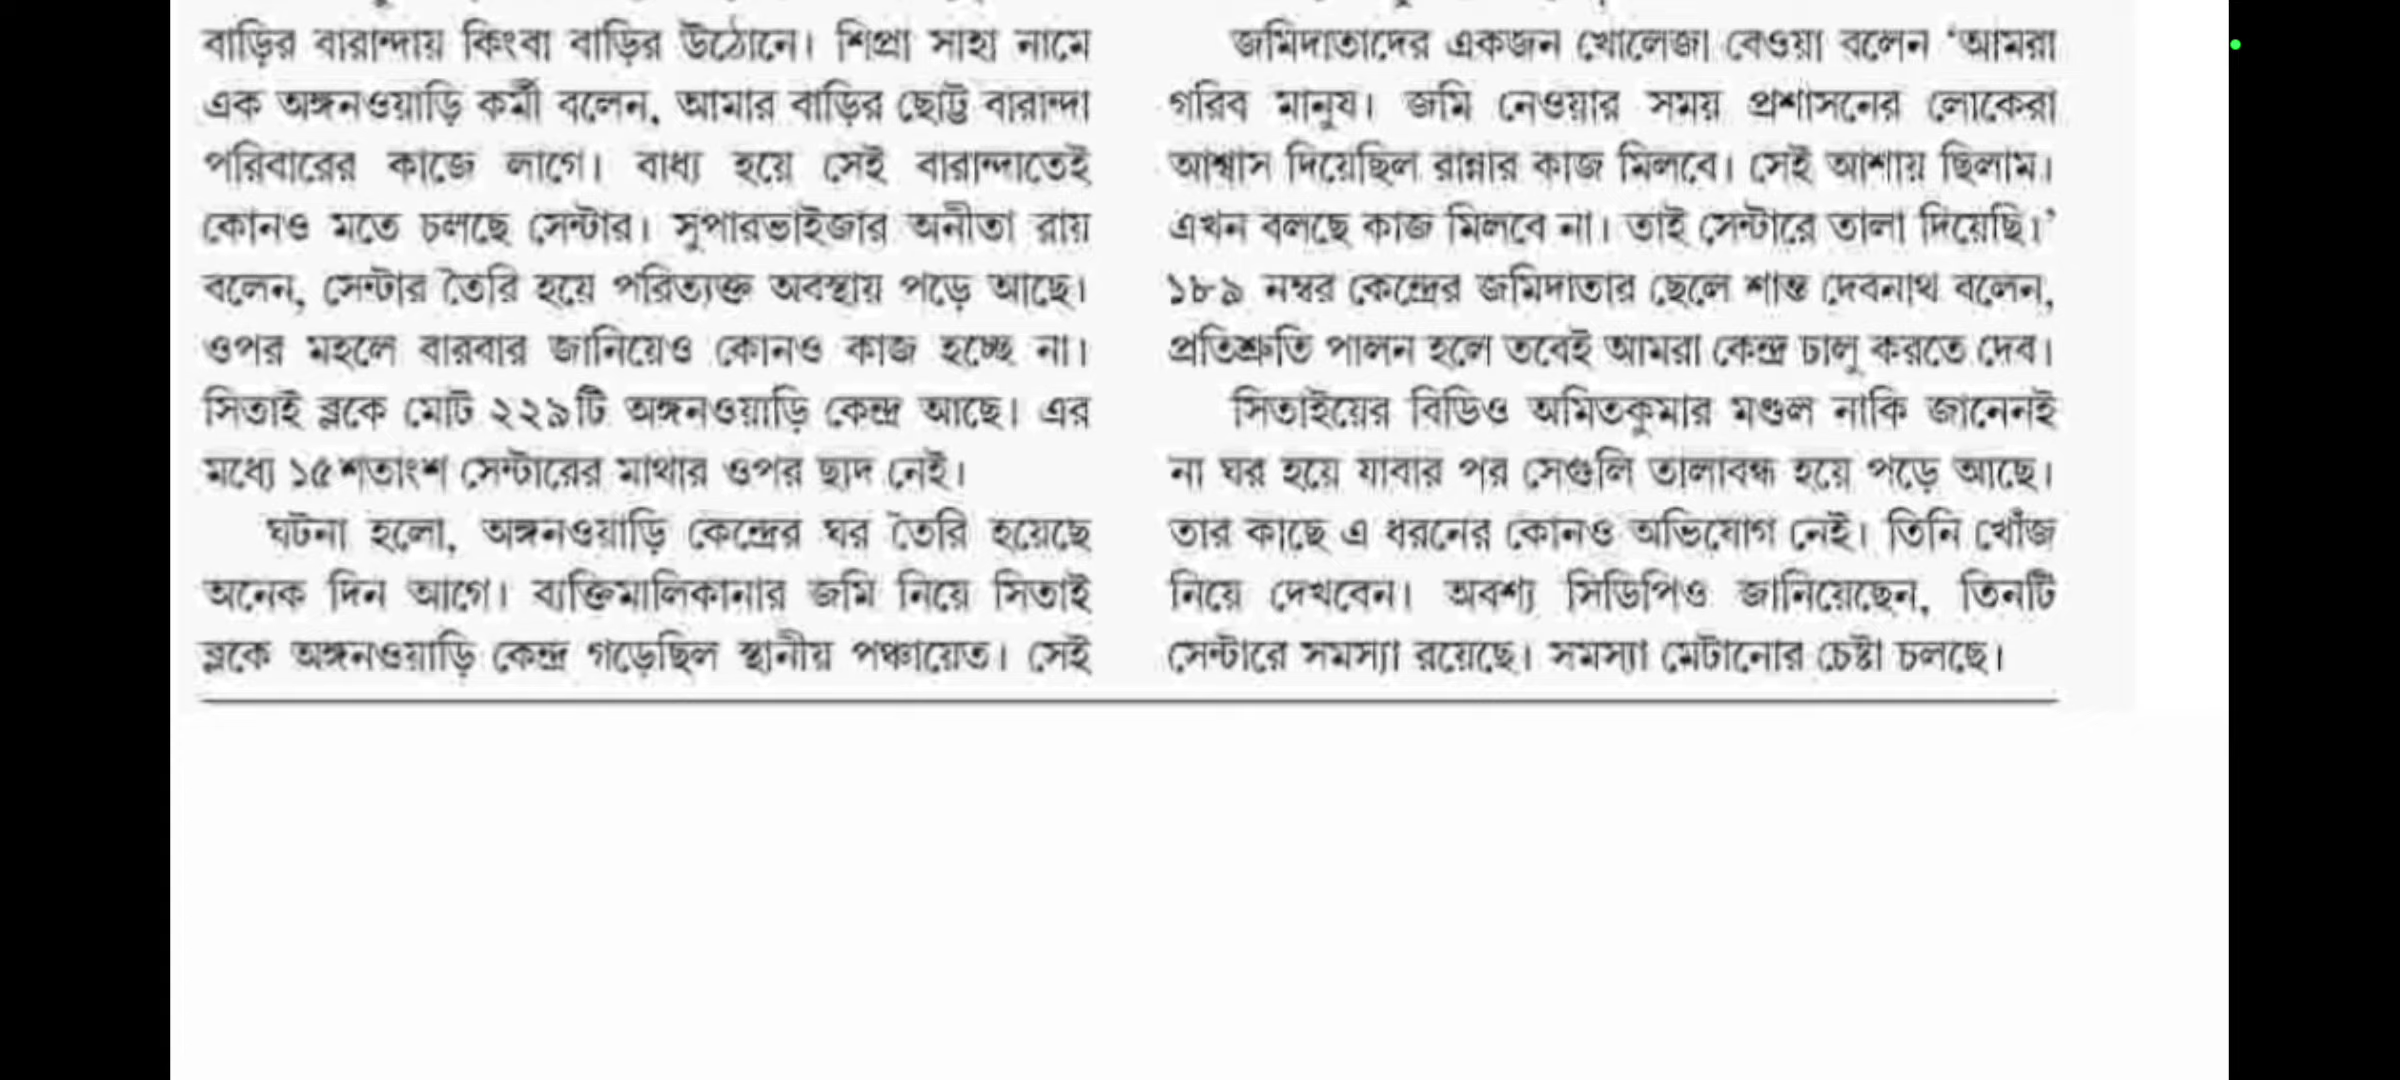 বাড়ির বারান্দায় কিংবা বাড়ির উঠোনে। শিপ্রা সাহা নামে
এক অঙ্গনওয়াড়ি কর্মী বলেন, আমার বাড়ির ছোট্ট বারান্দা
পরিবারের কাজে লাগে। বাধ্য হয়ে সেই বারান্দাতেই
কোনও মতে চলছে সেন্টার। সুপারভাইজার অনীতা রায়
বলেন, সেন্টার তৈরি হয়ে পরিত্যক্ত অবস্থায় পড়ে আছে।
ওপর মহলে বারবার জানিয়েও কোনও কাজ হচ্ছে না।
সিতাই ব্লকে মোট ২২৯টি অঙ্গনওয়াড়ি কেন্দ্র আছে। এর
মধ্যে ১৫ শতাংশ সেন্টারের মাথার ওপর ছাদ নেই।
ঘটনা হলো, অঙ্গনওয়াড়ি কেন্দ্রের ঘর তৈরি হয়েছে
অনেক দিন আগে। ব্যক্তিমালিকানার জমি নিয়ে সিতাই
ব্লকে অঙ্গনওয়াড়ি কেন্দ্র গড়েছিল স্থানীয় পঞ্চায়েত। সেই
জমিদাতাদের একজন খোলেজা বেওয়া বলেন ‘আমরা
গরিব মানুষ। জমি নেওয়ার সময় প্রশাসনের লোকেরা
আশ্বাস দিয়েছিল রান্নার কাজ মিলবে। সেই আশায় ছিলাম।
এখন বলছে কাজ মিলবে না। তাই সেন্টারে তালা দিয়েছি।’
১৮৯ নম্বর কেন্দ্রের জমিদাতার ছেলে শান্ত দেবনাথ বলেন,
প্রতিশ্রুতি পালন হলে তবেই আমরা কেন্দ্র চালু করতে দেব।
সিতাইয়ের বিডিও অমিতকুমার মণ্ডল নাকি জানেনই
না ঘর হয়ে যাবার পর সেগুলি তালাবন্ধ হয়ে পড়ে আছে।
তার কাছে এ ধরনের কোনও অভিযোগ নেই। তিনি খোঁজ
নিয়ে দেখবেন। অবশ্য সিডিপিও জানিয়েছেন, তিনটি
সেন্টারে সমস্যা রয়েছে। সমস্যা মেটানোর চেষ্টা চলছে।